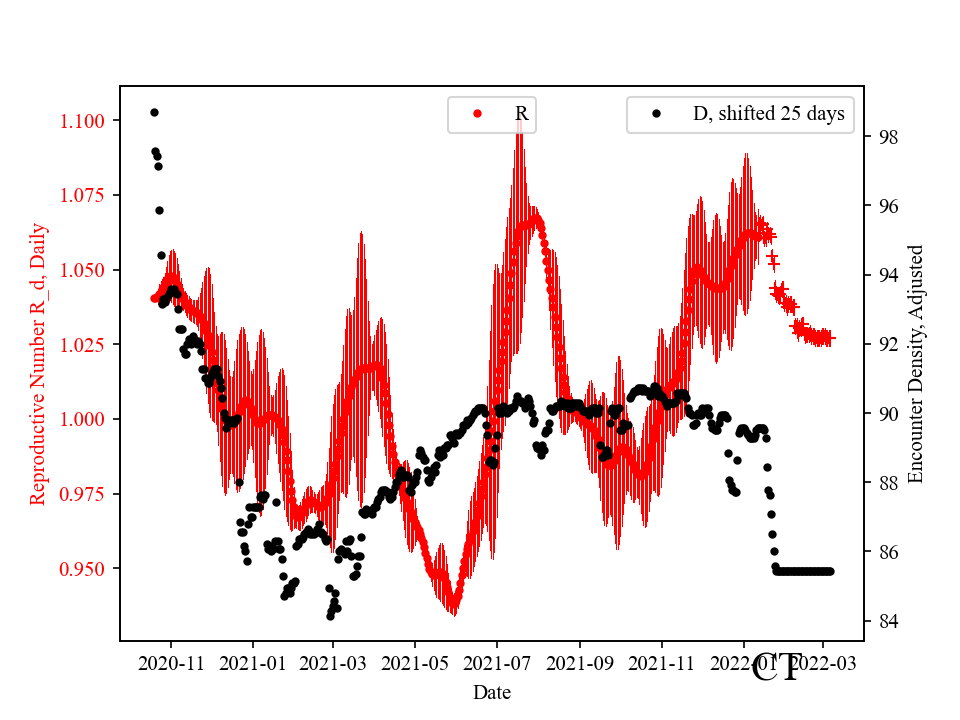 R
D, shifted 25 days
1.100
1.075
1.050
1.025
1.000
0.975
0.950
Reproductive Number R_d, Daily
98
96
94
92
90
88
86
84
Encounter Density, Adjusted
2020-11 2021-01 2021-03 2021-05 2021-07 2021-09 2021-11 2022-01 2022-03
CT
Date